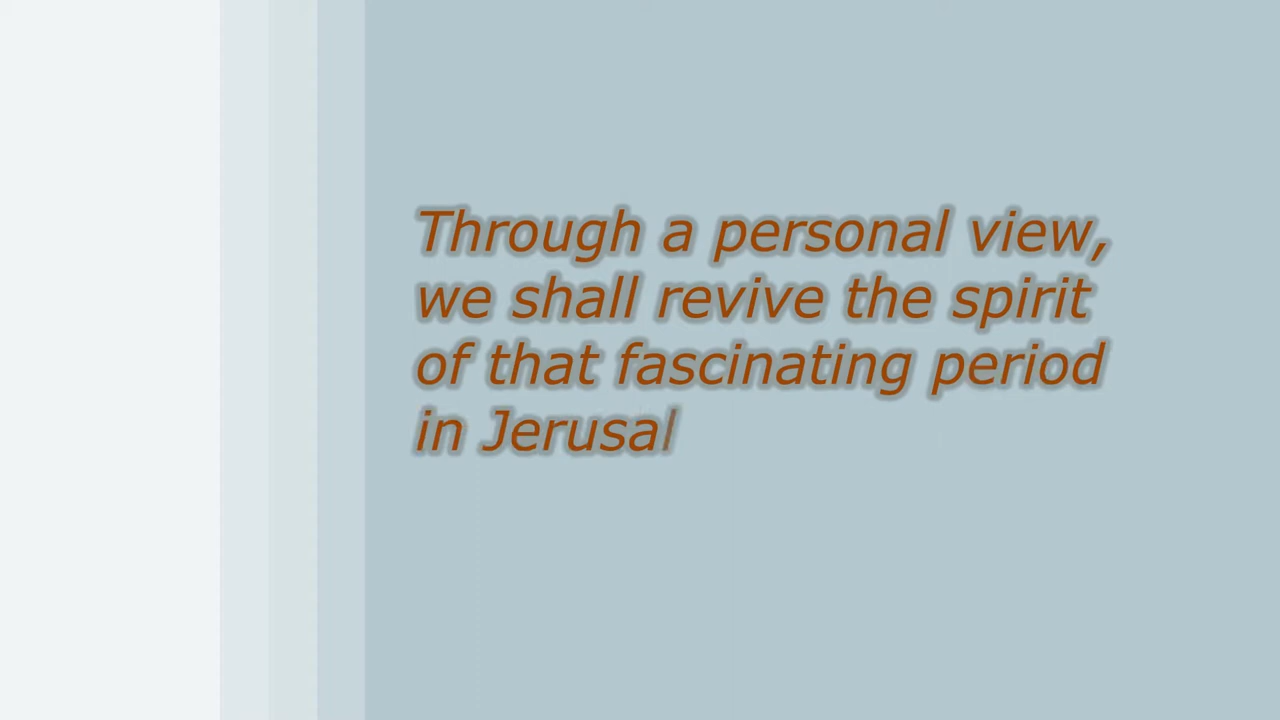 Through a personal view,
we shall revive the spirit
of that fascinating period
in Jerusal